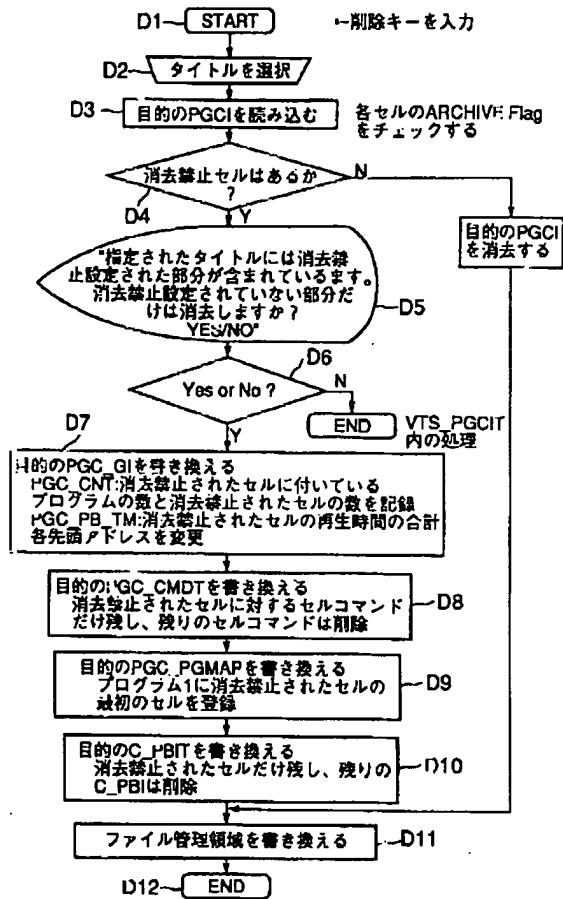 D1 START ←削除キーを入力
D2 タイトルを選択
D3 目的のPGCIを読み込む
各セルのARCHIVE Flag
をチェックする
消去禁止セルはあるか
?
D4
N
Y
目的のPGCI
を消去する
"指定されたタイトルには消去禁
止設定された部分が含まれているます。
消去禁止設定されていない部分だ
けは消去しますか?
YES/NO"
D5
D6
Yes or No?
N
Y
END
VTS_PGCIT
内の処理
D7
目的のPGC_GIを書き換える
PGC_CNT:消去禁止されたセルに付いている
プログラムの数と消去禁止されたセルの数を記録
PGC_PB_TM:消去禁止されたセルの再生時間の合計
各先頭アドレスを変更
目的のPGC_CMDTを書き換える
消去禁止されたセルに対するセルコマンド
だけ残し、残りのセルコマンドは削除
D8
目的のPGC_PGMAPを書き換える
プログラム1に消去禁止されたセルの
最初のセルを登録
D9
目的のC_PBITを書き換える
消去禁止されたセルだけ残し、残りの
C_PBIは削除
D10
ファイル管理領域を書き換える
D11
D12 END